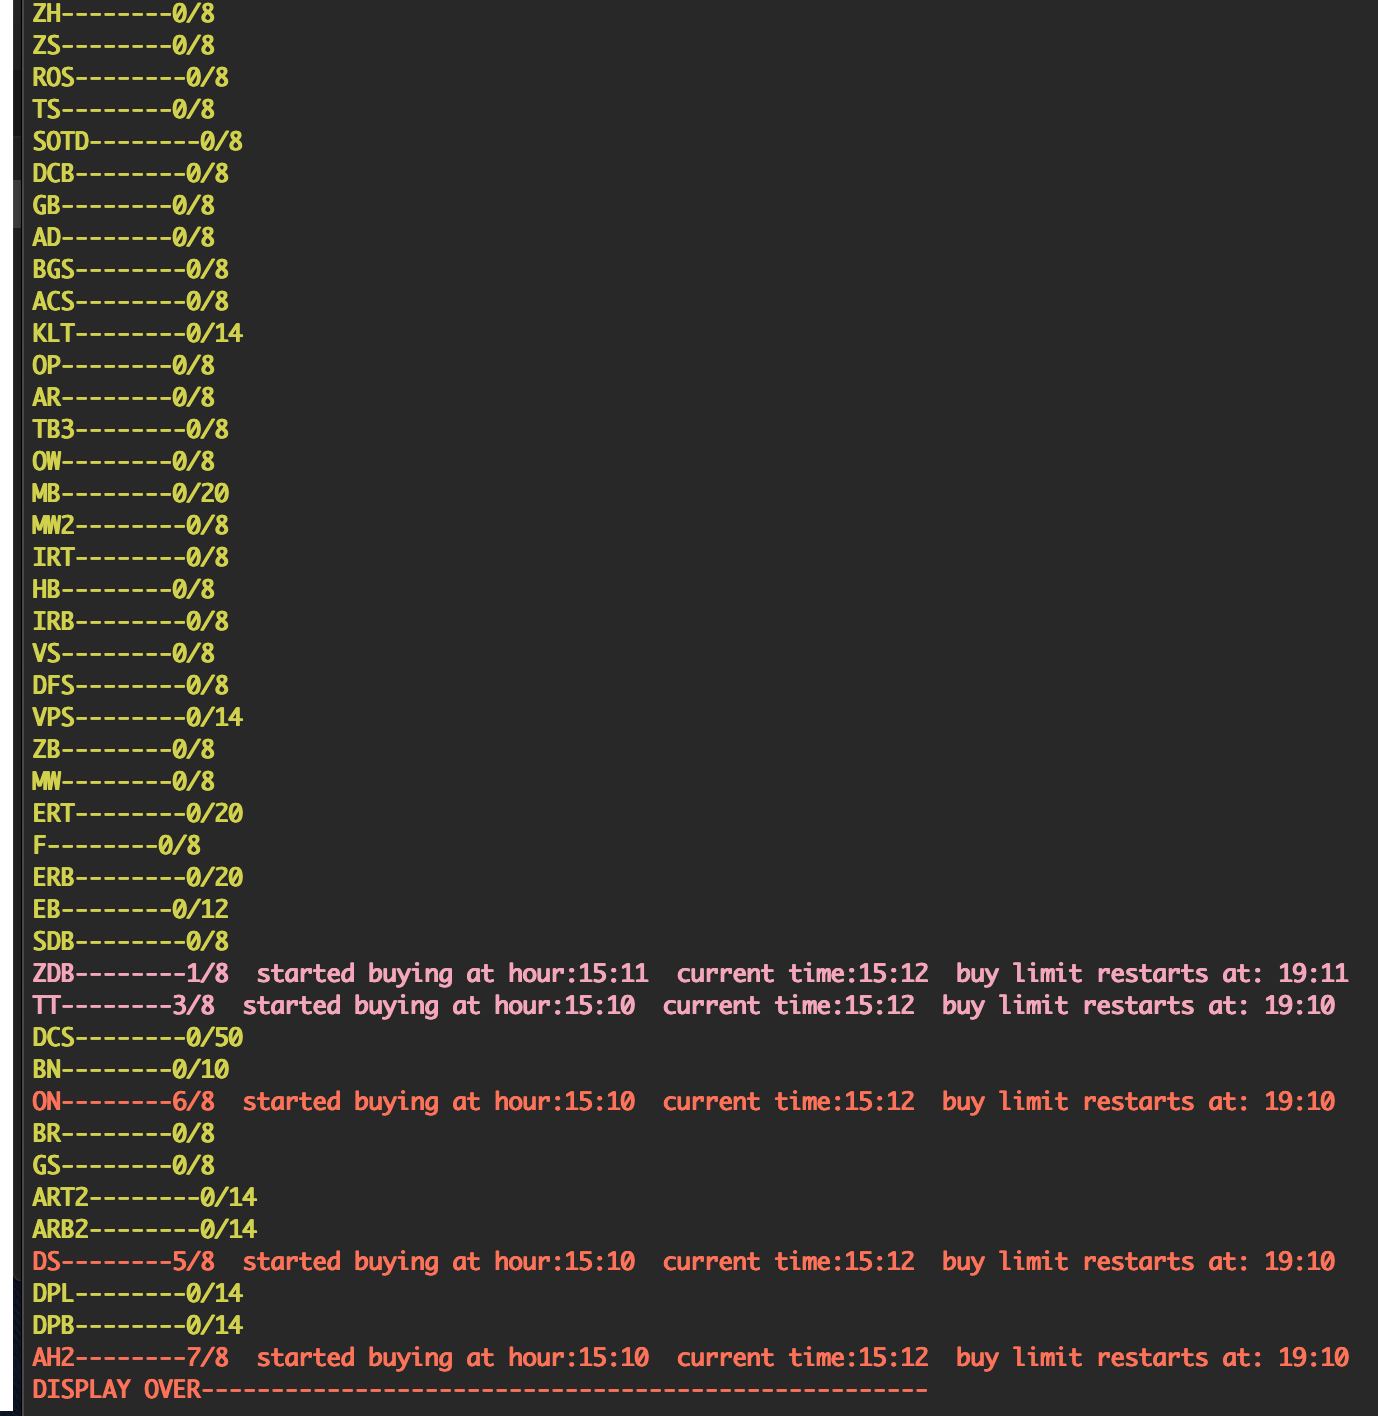 ZH--------0/8
ZS--------0/8
ROS--------0/8
TS--------0/8
SOTD--------0/8
DCB--------0/8
GB--------0/8
AD--------0/8
BGS--------0/8
ACS--------0/8
KLT--------0/14
OP--------0/8
AR--------0/8
TB3--------0/8
OW--------0/8
MB--------0/20
MW2--------0/8
IRT--------0/8
HB--------0/8
IRB--------0/8
VS--------0/8
DFS--------0/8
VPS--------0/14
ZB--------0/8
MW--------0/8
ERT--------0/20
F--------0/8
ERB--------0/20
EB--------0/12
SDB--------0/8
ZDB--------1/8  started buying at hour:15:11  current time:15:12  buy limit restarts at: 19:11
TT--------3/8  started buying at hour:15:10  current time:15:12  buy limit restarts at: 19:10
DCS--------0/50
BN--------0/10
ON--------6/8  started buying at hour:15:10  current time:15:12  buy limit restarts at: 19:10
BR--------0/8
GS--------0/8
ART2--------0/14
ARB2--------0/14
DS--------5/8  started buying at hour:15:10  current time:15:12  buy limit restarts at: 19:10
DPL--------0/14
DPB--------0/14
AH2--------7/8  started buying at hour:15:10  current time:15:12  buy limit restarts at: 19:10
DISPLAY OVER----------------------------------------------------